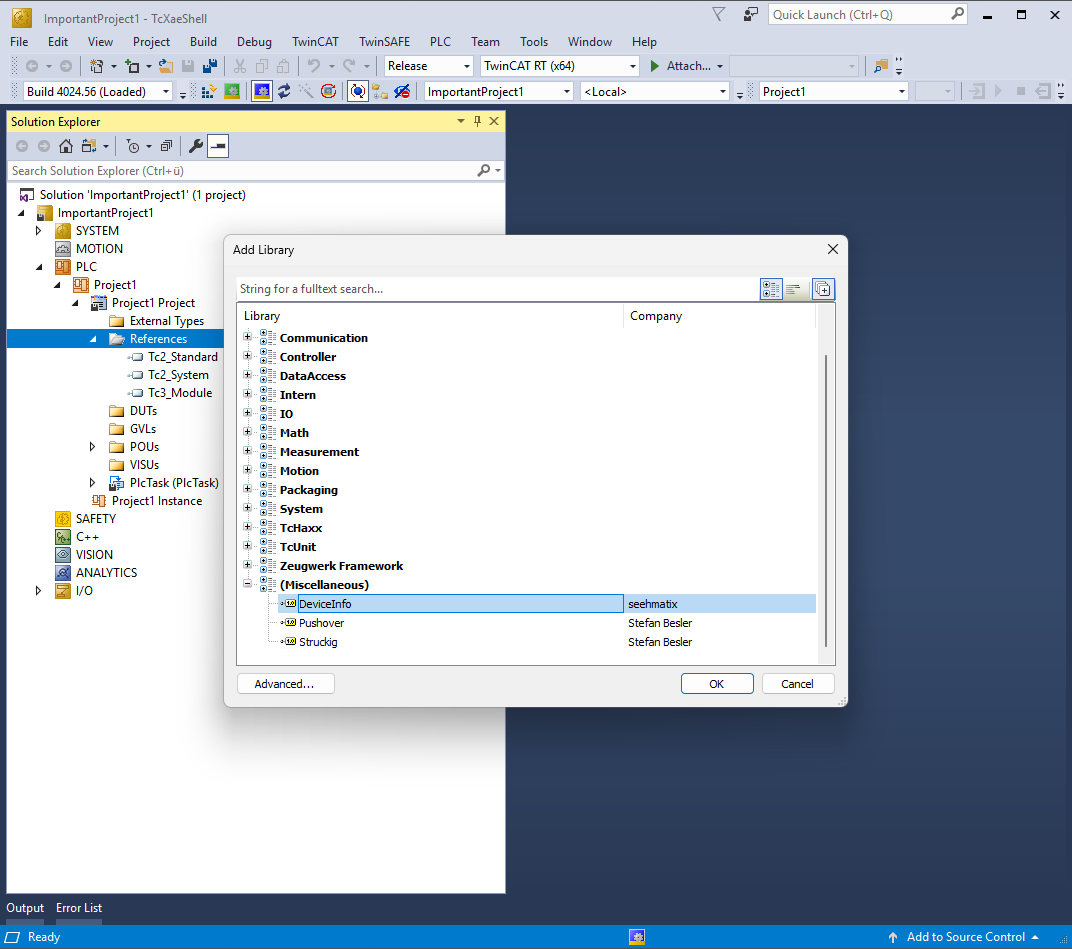 ImportantProject1 - TcXaeShell
Quick Launch (Ctrl+Q)
File Edit View Project Build Debug TwinCAT TwinSAFE PLC Team Tools Window Help
Release TwinCAT RT (x64) Attach...
Build 4024.56 (Loaded) ImportantProject1 <Local> Project1
Solution Explorer
Search Solution Explorer (Ctrl+ü)
Solution 'ImportantProject1' (1 project)
ImportantProject1
SYSTEM
MOTION
PLC
Project1
Project1 Project
External Types
References
Tc2_Standard
Tc2_System
Tc3_Module
DUTs
GVLs
POUs
VISUs
PlcTask (PlcTask)
Project1 Instance
SAFETY
C++
VISION
ANALYTICS
I/O
Add Library
String for a fulltext search...
Library Company
Communication
Controller
DataAccess
Intern
IO
Math
Measurement
Motion
Packaging
System
TcHaxx
TcUnit
Zeugwerk Framework
(Miscellaneous)
DeviceInfo seehmatix
Pushover Stefan Besler
Struckig Stefan Besler
Advanced... OK Cancel
Output Error List
Ready Add to Source Control